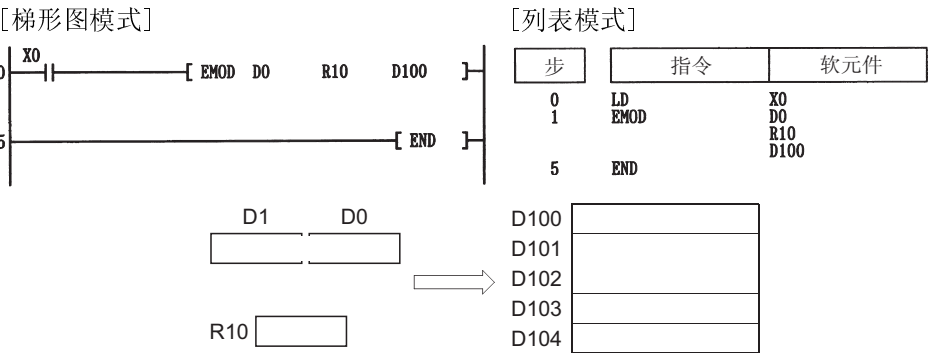 [梯形图模式]
[列表模式]
X0
0
EMOD D0 R10 D100
5
END
步 指令 软元件
0 LD X0
1 EMOD D0
R10
D100
5 END
D1 D0
R10
D100
D101
D102
D103
D104